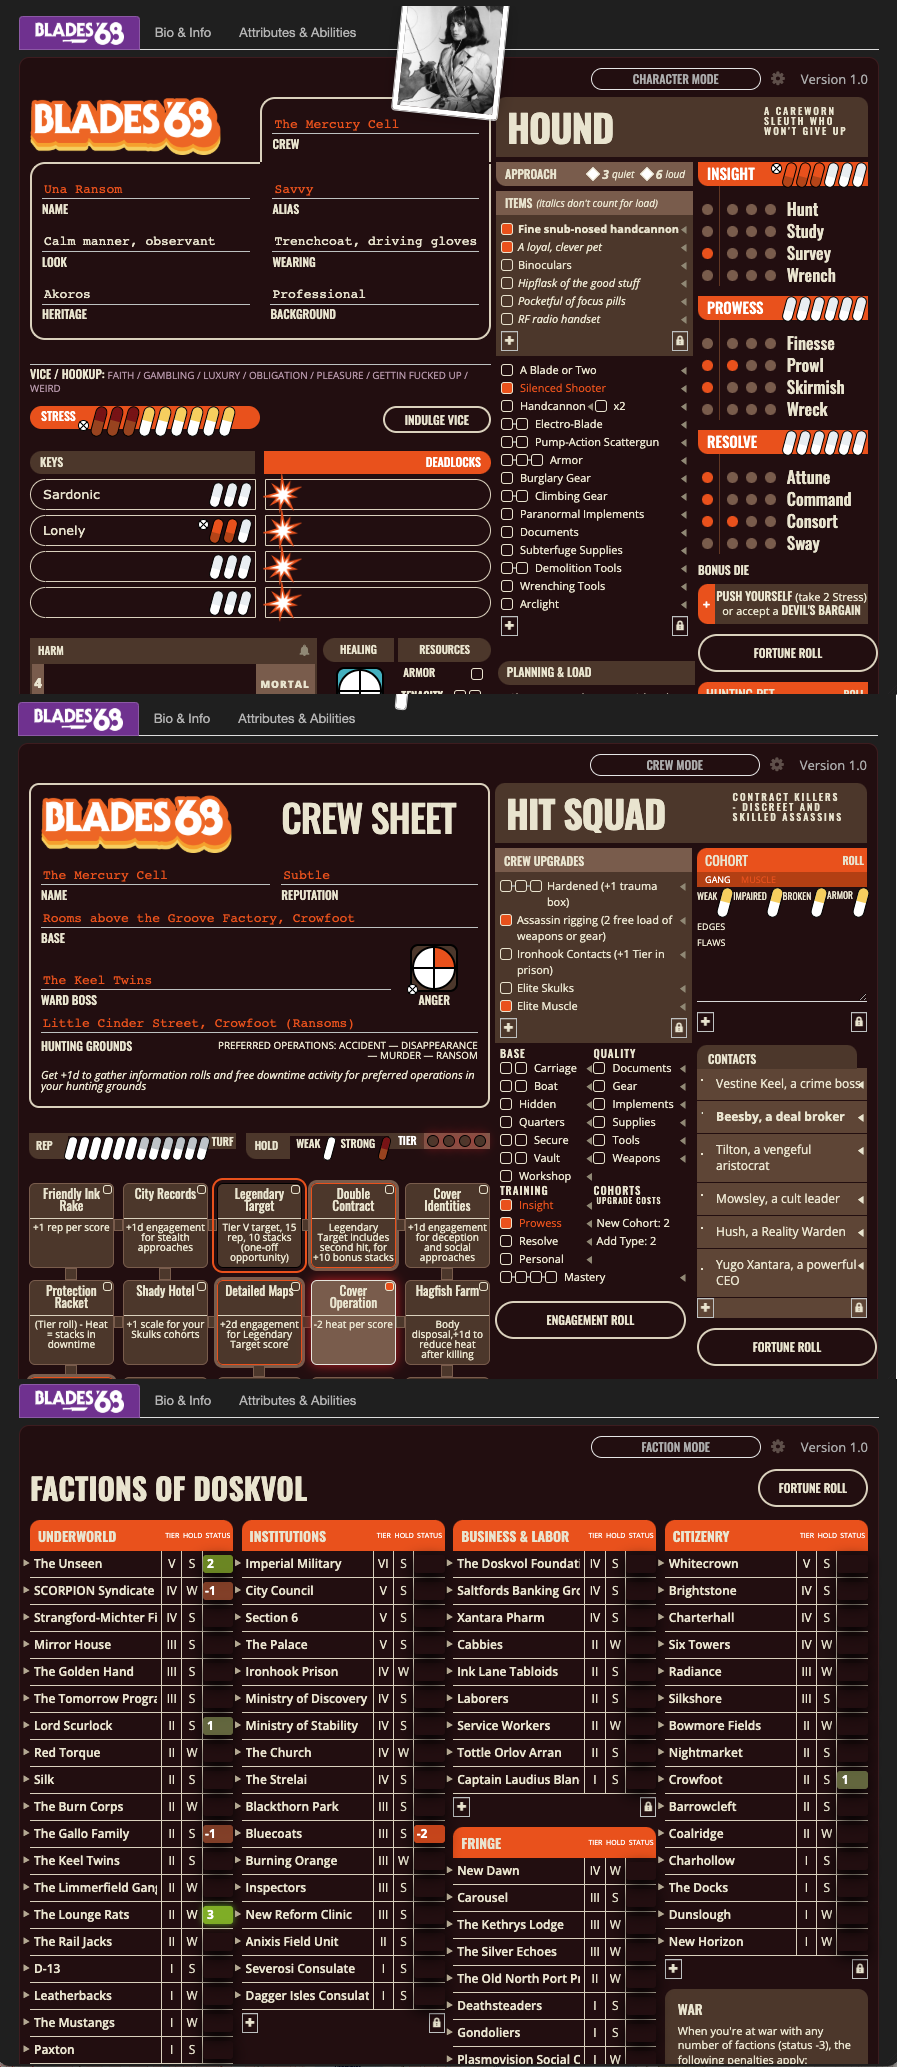 BLADES'68
Bio & Info
Attributes & Abilities
CHARACTER MODE
Version 1.0
BLADES'68
The Mercury Cell
CREW
Una Ransom
NAME
Savvy
ALIAS
Calm manner, observant
LOOK
Trenchcoat, driving gloves
WEARING
Akoros
HERITAGE
Professional
BACKGROUND
VICE / HOOKUP: FAITH / GAMBLING / LUXURY / OBLIGATION / PLEASURE / GETTIN FUCKED UP /
WEIRD
STRESS
INDULGE VICE
KEYS
DEADLOCKS
Sardonic
Lonely
HARM
4
MORTAL
HEALING
RESOURCES
ARMOR
TENACITY
HOUND
A CAREWORN
SLEUTH WHO
WON'T GIVE UP
APPROACH
3 quiet
6 loud
ITEMS (italics don't count for load)
Fine snub-nosed handcannon
A loyal, clever pet
Binoculars
Hipflask of the good stuff
Pocketful of focus pills
RF radio handset
A Blade or Two
Silenced Shooter
Handcannon x2
Electro-Blade
Pump-Action Scattergun
Armor
Burglary Gear
Climbing Gear
Paranormal Implements
Documents
Subterfuge Supplies
Demolition Tools
Wrenching Tools
Arclight
PLANNING & LOAD
INSIGHT
Hunt
Study
Survey
Wrench
PROWESS
Finesse
Prowl
Skirmish
Wreck
RESOLVE
Attune
Command
Consort
Sway
BONUS DIE
+ PUSH YOURSELF (take 2 Stress)
or accept a DEVIL'S BARGAIN
FORTUNE ROLL
HUNTING PET
ROLL
BLADES'68
Bio & Info
Attributes & Abilities
CREW MODE
Version 1.0
BLADES'68
CREW SHEET
The Mercury Cell
NAME
Subtle
REPUTATION
Rooms above the Groove Factory, Crowfoot
BASE
The Keel Twins
WARD BOSS
ANGER
Little Cinder Street, Crowfoot (Ransoms)
HUNTING GROUNDS
PREFERRED OPERATIONS: ACCIDENT — DISAPPEARANCE
— MURDER — RANSOM
Get +1d to gather information rolls and free downtime activity for preferred operations in
your hunting grounds
REP
TURF
HOLD
WEAK
STRONG
TIER
Friendly Ink
Rake
+1 rep per score
City Records
+1d engagement
for stealth
approaches
Legendary
Target
Tier V target, 15
rep, 10 stacks
(one-off
opportunity)
Double
Contract
Legendary
Target includes
second hit, for
+10 bonus stacks
Cover
Identities
+1d engagement
for deception
and social
approaches
Protection
Racket
(Tier roll) - Heat
= stacks in
downtime
Shady Hotel
+1 scale for your
Skulks cohorts
Detailed Maps
+2d engagement
for Legendary
Target score
Cover
Operation
-2 heat per score
Hagfish Farm
Body
disposal,+1d to
reduce heat
after killing
HIT SQUAD
CONTRACT KILLERS
- DISCREET AND
SKILLED ASSASSINS
CREW UPGRADES
Hardened (+1 trauma
box)
Assassin rigging (2 free load of
weapons or gear)
Ironhook Contacts (+1 Tier in
prison)
Elite Skulks
Elite Muscle
BASE
Carriage
Boat
Hidden
Quarters
Secure
Vault
Workshop
QUALITY
Documents
Gear
Implements
Supplies
Tools
Weapons
TRAINING
Insight
Prowess
Resolve
Personal
Mastery
COHORTS
UPGRADE COSTS
New Cohort: 2
Add Type: 2
ENGAGEMENT ROLL
COHORT
ROLL
GANG MUSCLE
WEAK
IMPAIRED
BROKEN
ARMOR
EDGES
FLAWS
CONTACTS
Vestine Keel, a crime boss
Beesby, a deal broker
Tilton, a vengeful
aristocrat
Mowsley, a cult leader
Hush, a Reality Warden
Yugo Xantara, a powerful
CEO
FORTUNE ROLL
BLADES'68
Bio & Info
Attributes & Abilities
FACTION MODE
Version 1.0
FACTIONS OF DOSKVOL
FORTUNE ROLL
UNDERWORLD TIER HOLD STATUS
The Unseen V S 2
SCORPION Syndicate IV W -1
Strangford-Michter Fi IV S
Mirror House III S
The Golden Hand III S
The Tomorrow Progra III S
Lord Scurlock II S 1
Red Torque II W
Silk II S
The Burn Corps II W
The Gallo Family II S -1
The Keel Twins II S
The Limmerfield Gang II W
The Lounge Rats II W 3
The Rail Jacks II W
D-13 I S
Leatherbacks I W
The Mustangs I W
Paxton I S
INSTITUTIONS TIER HOLD STATUS
Imperial Military VI S
City Council V S
Section 6 V S
The Palace V S
Ironhook Prison IV W
Ministry of Discovery IV S
Ministry of Stability IV S
The Church IV W
The Strelai IV S
Blackthorn Park III S
Bluecoats III S -2
Burning Orange III W
Inspectors III S
New Reform Clinic III S
Anixis Field Unit II S
Severosi Consulate I S
Dagger Isles Consulat I S
BUSINESS & LABOR TIER HOLD STATUS
The Doskvol Foundati IV S
Saltfords Banking Gro IV S
Xantara Pharm IV S
Cabbies II W
Ink Lane Tabloids II S
Laborers II S
Service Workers II W
Tottle Orlov Arran II S
Captain Laudius Blan I S
FRINGE TIER HOLD STATUS
New Dawn IV W
Carousel III S
The Kethrys Lodge III W
The Silver Echoes III W
The Old North Port Pr II W
Deathsteaders I S
Gondoliers I S
Plasmovision Social C I W
CITIZENRY TIER HOLD STATUS
Whitecrown V S
Brightstone IV S
Charterhall IV S
Six Towers IV W
Radiance III W
Silkshore III S
Bowmore Fields II W
Nightmarket II S
Crowfoot II S 1
Barrowcleft II S
Coalridge II W
Charhollow I S
The Docks I S
Dunslough I W
New Horizon I W
WAR
When you're at war with any
number of factions (status -3), the
following penalties apply: